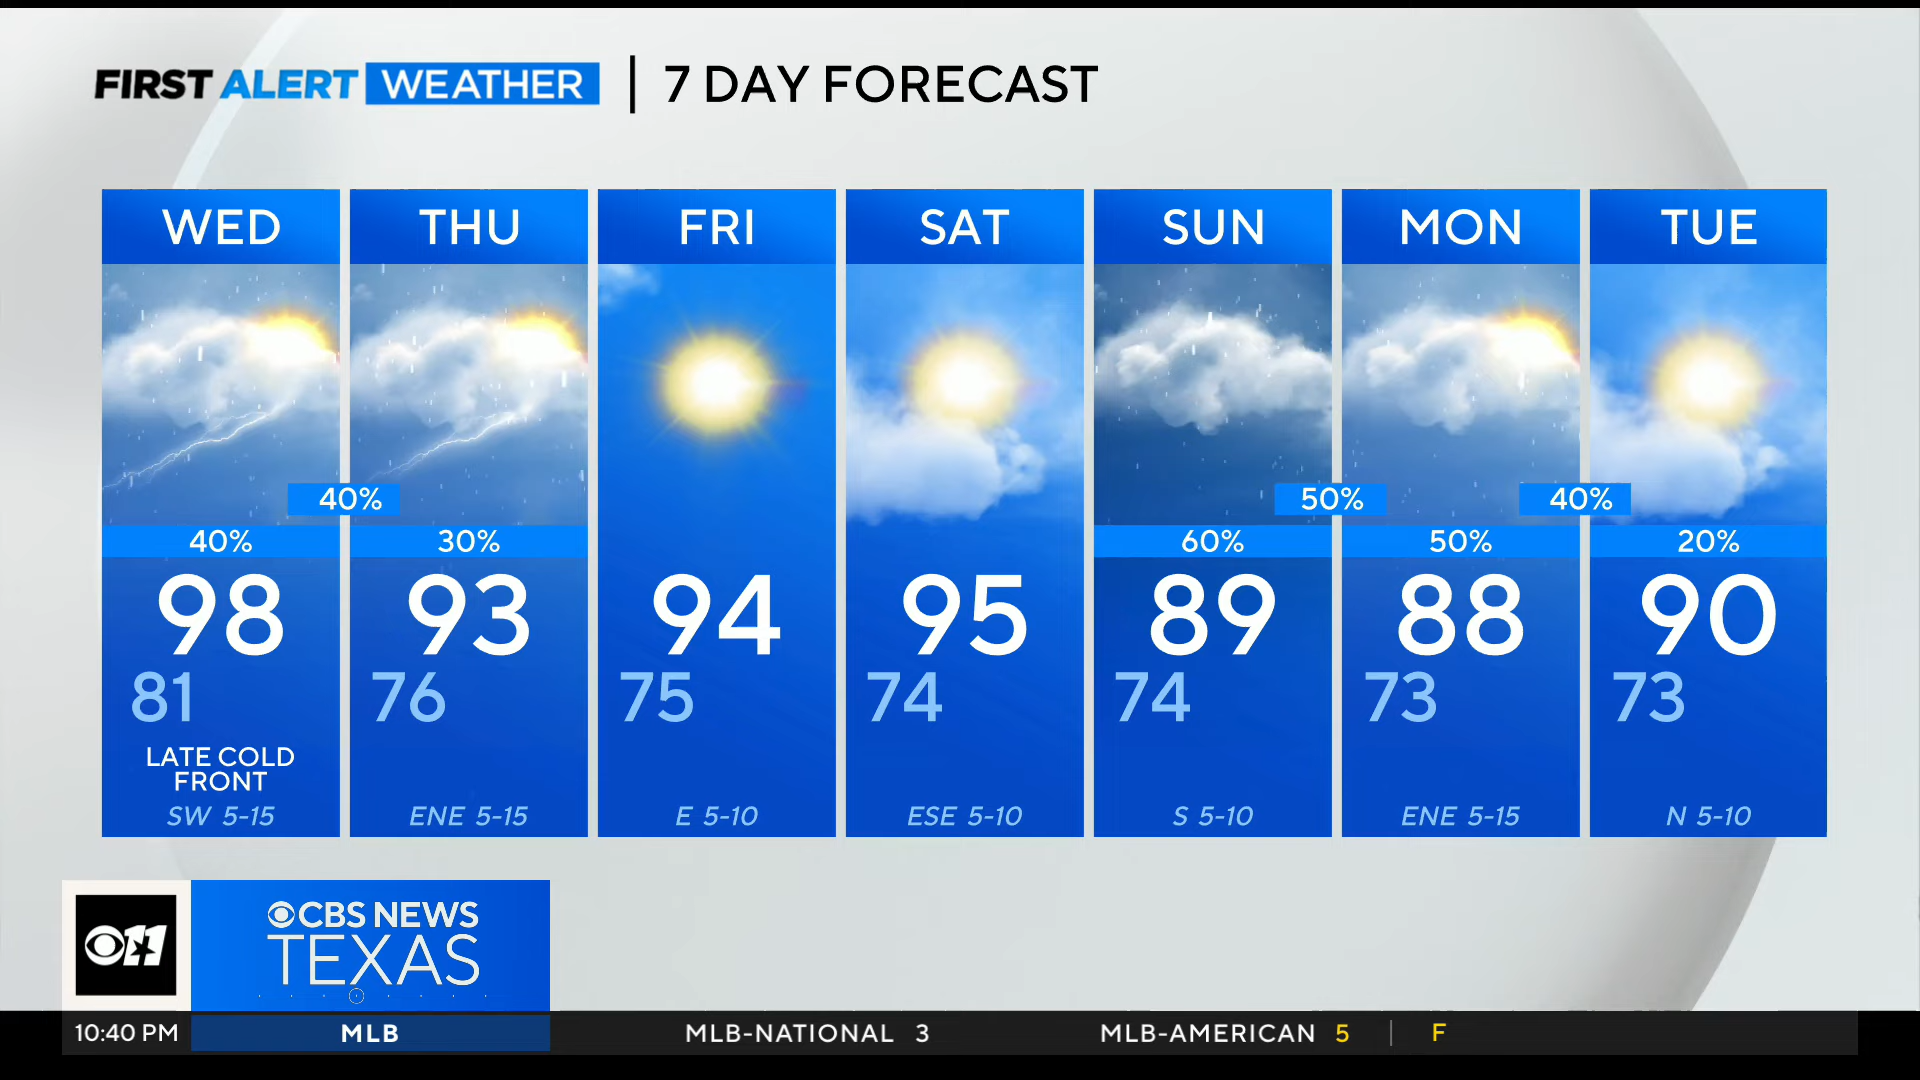 FIRST ALERT WEATHER | 7 DAY FORECAST
WED THU FRI SAT SUN MON TUE
40% 50% 40%
40% 30% 60% 50% 20%
98 93 94 95 89 88 90
81 76 75 74 74 73 73
LATE COLD
FRONT
SW 5-15 ENE 5-15 E 5-10 ESE 5-10 S 5-10 ENE 5-15 N 5-10
CBS NEWS
11 TEXAS
10:40 PM MLB MLB-NATIONAL 3 MLB-AMERICAN 5 | F